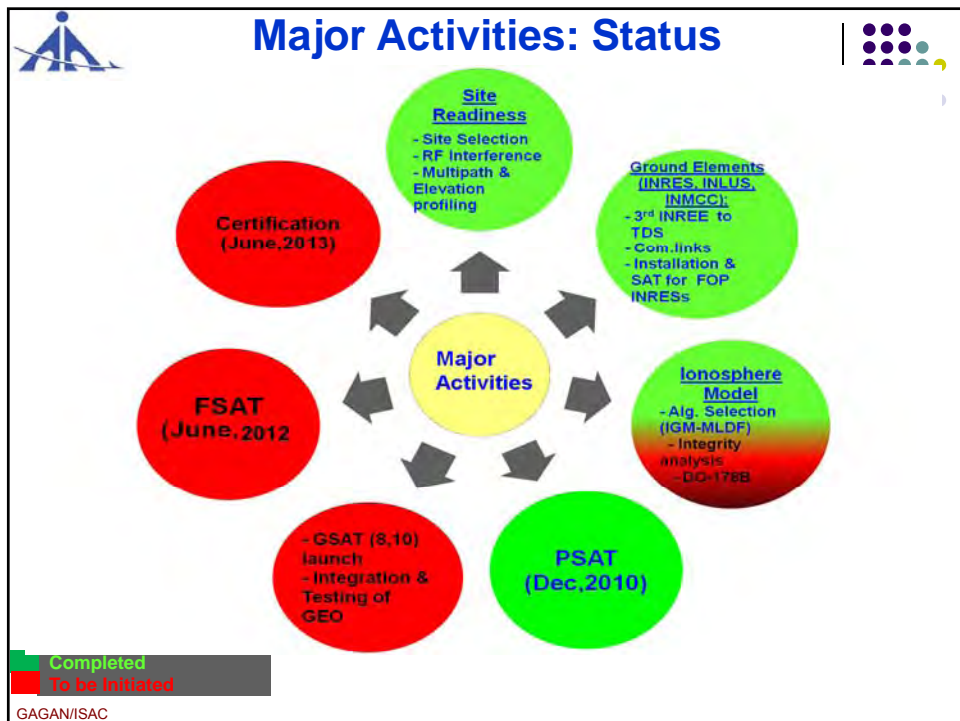 Major Activities: Status
Site
Readiness
- Site Selection
- RF Interference
- Multipath &
Elevation
profiling
Ground Elements
(INRES, INLUS,
INMCC):
- 3rd INREE to
TDS
- Com.links
- Installation &
SAT for FOP
INRESs
Ionosphere
Model
- Alg. Selection
(IGM-MLDF)
- Integrity
analysis
- DO-178B
PSAT
(Dec,2010)
- GSAT (8,10)
launch
- Integration &
Testing of
GEO
FSAT
(June,2012
Certification
(June,2013)
Major
Activities
Completed
To be Initiated
GAGAN/ISAC